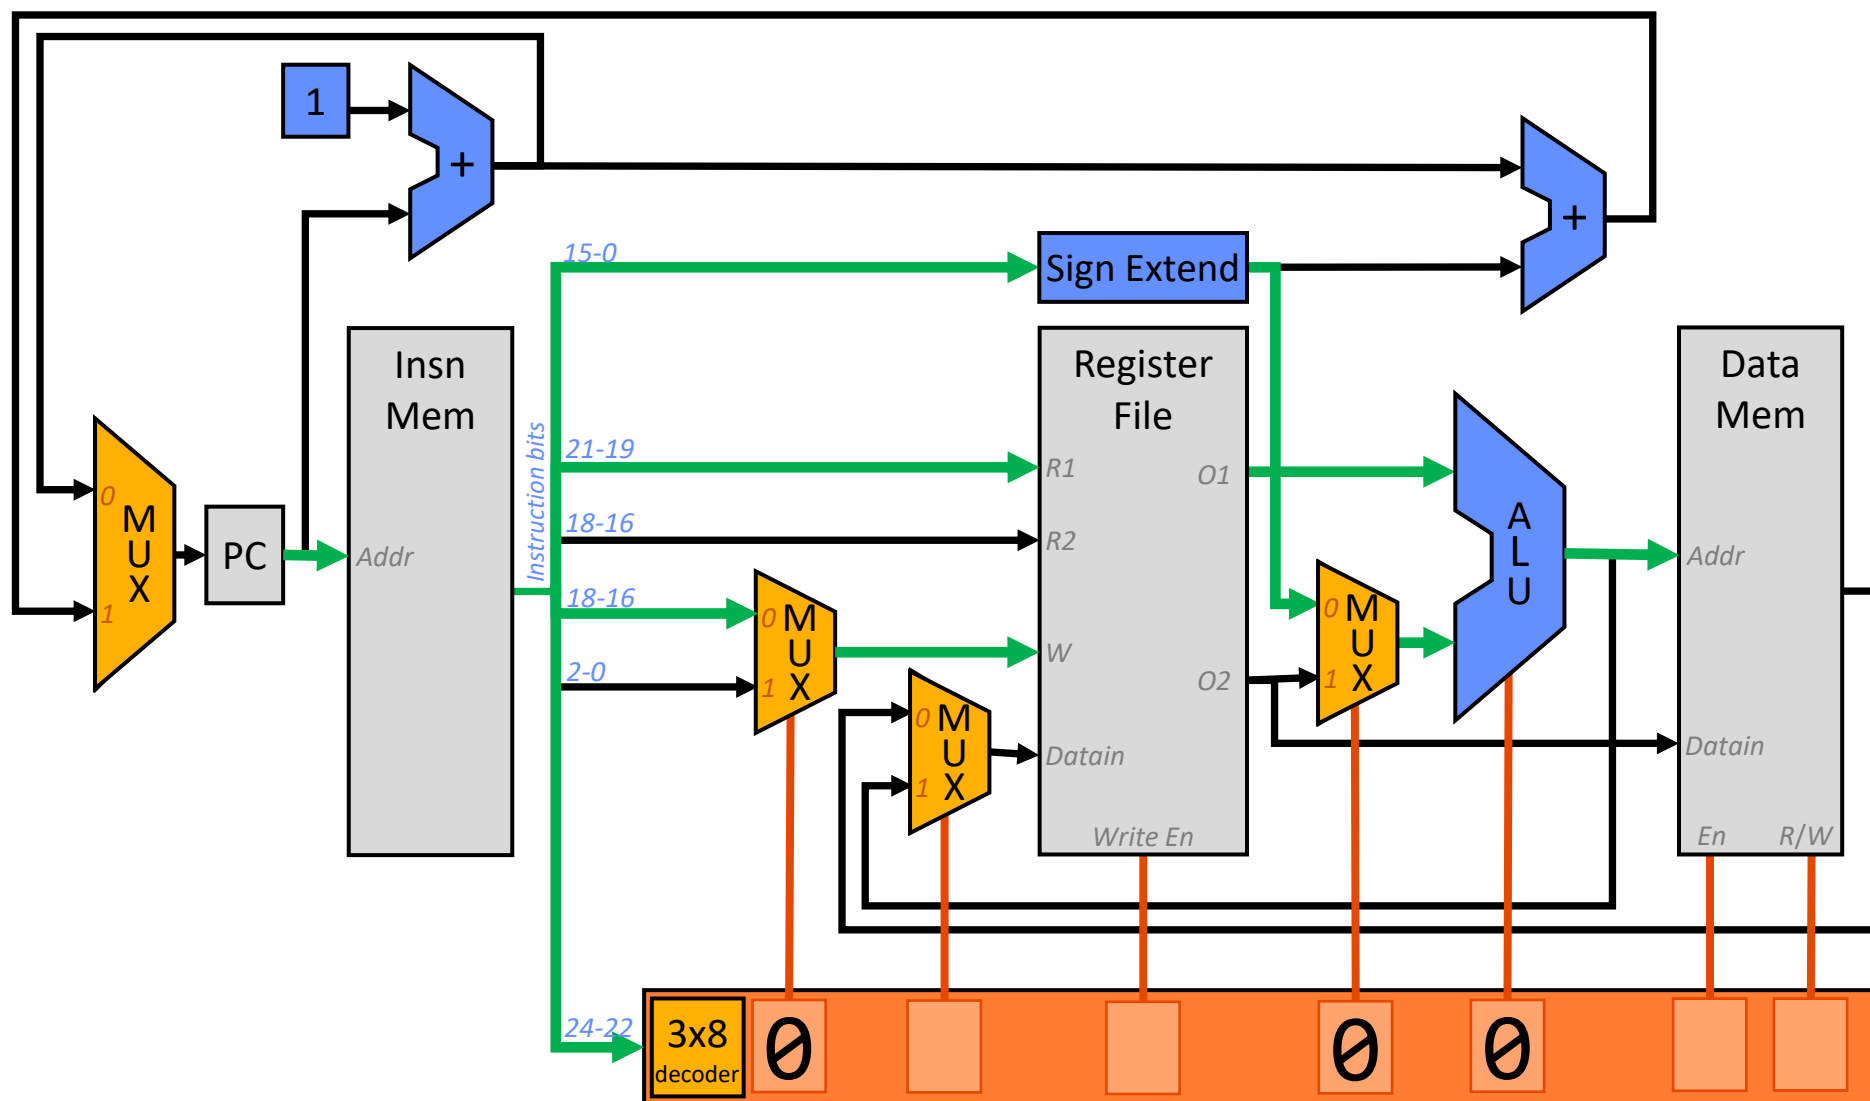 1
+
+
15-0
Sign Extend
Insn
Mem
Register
File
Data
Mem
Instruction bits
21-19
R1
O1
0
M
U
X
1
PC
Addr
18-16
R2
A
L
U
Addr
18-16
0
M
U
X
1
W
0
M
U
X
1
2-0
O2
0
M
U
X
1
Datain
Datain
Write En
En
R/W
24-22
3x8
decoder
0
0
0